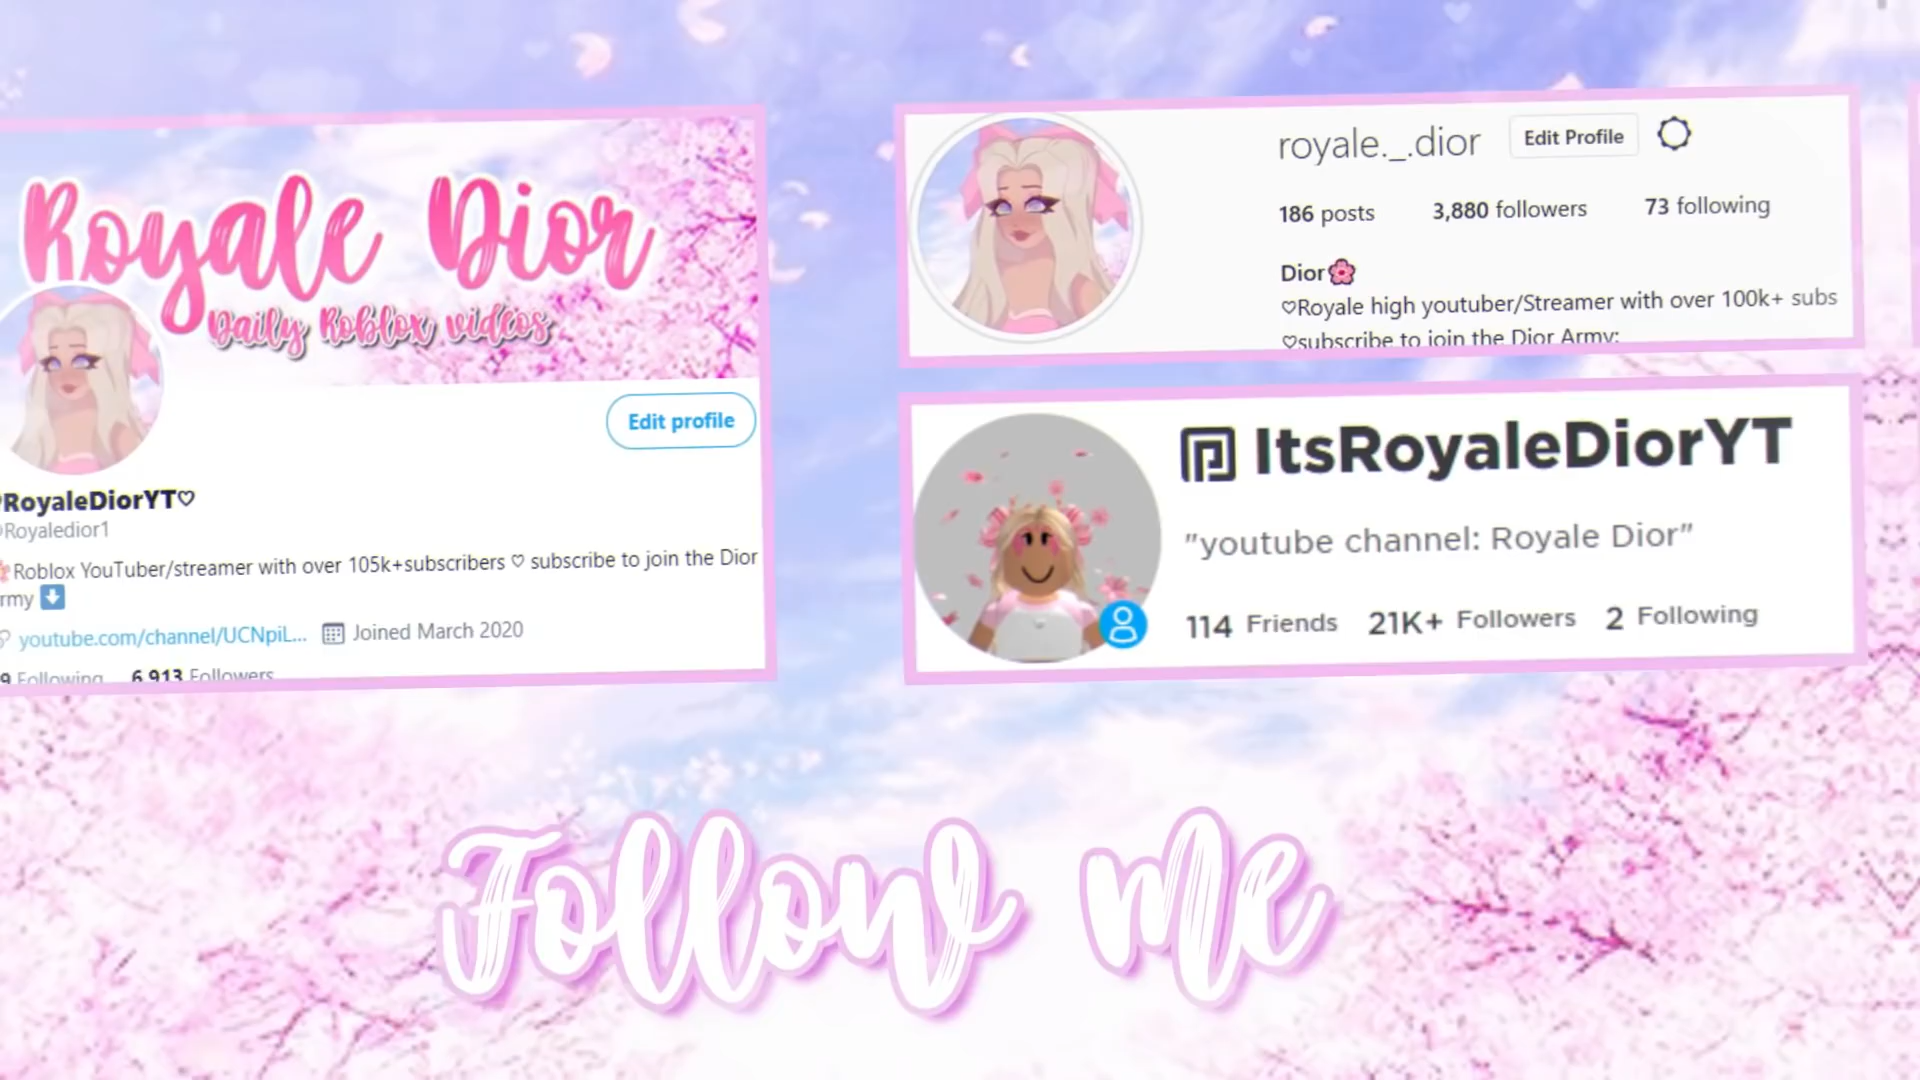 Royale Dior
Daily Roblox videos
Edit profile
RoyaleDiorYT♡
Royaledior1
Roblox YouTuber/streamer with over 105k+subscribers ♡ subscribe to join the Dior
rmy ⬇
youtube.com/channel/UCNpiL... Joined March 2020
9 Following 6,913 Followers
royale._.dior Edit Profile
186 posts 3,880 followers 73 following
Dior🌸
♡Royale high youtuber/Streamer with over 100k+ subs
♡subscribe to join the Dior Army:
ItsRoyaleDiorYT
"youtube channel: Royale Dior"
114 Friends 21K+ Followers 2 Following
Follow me